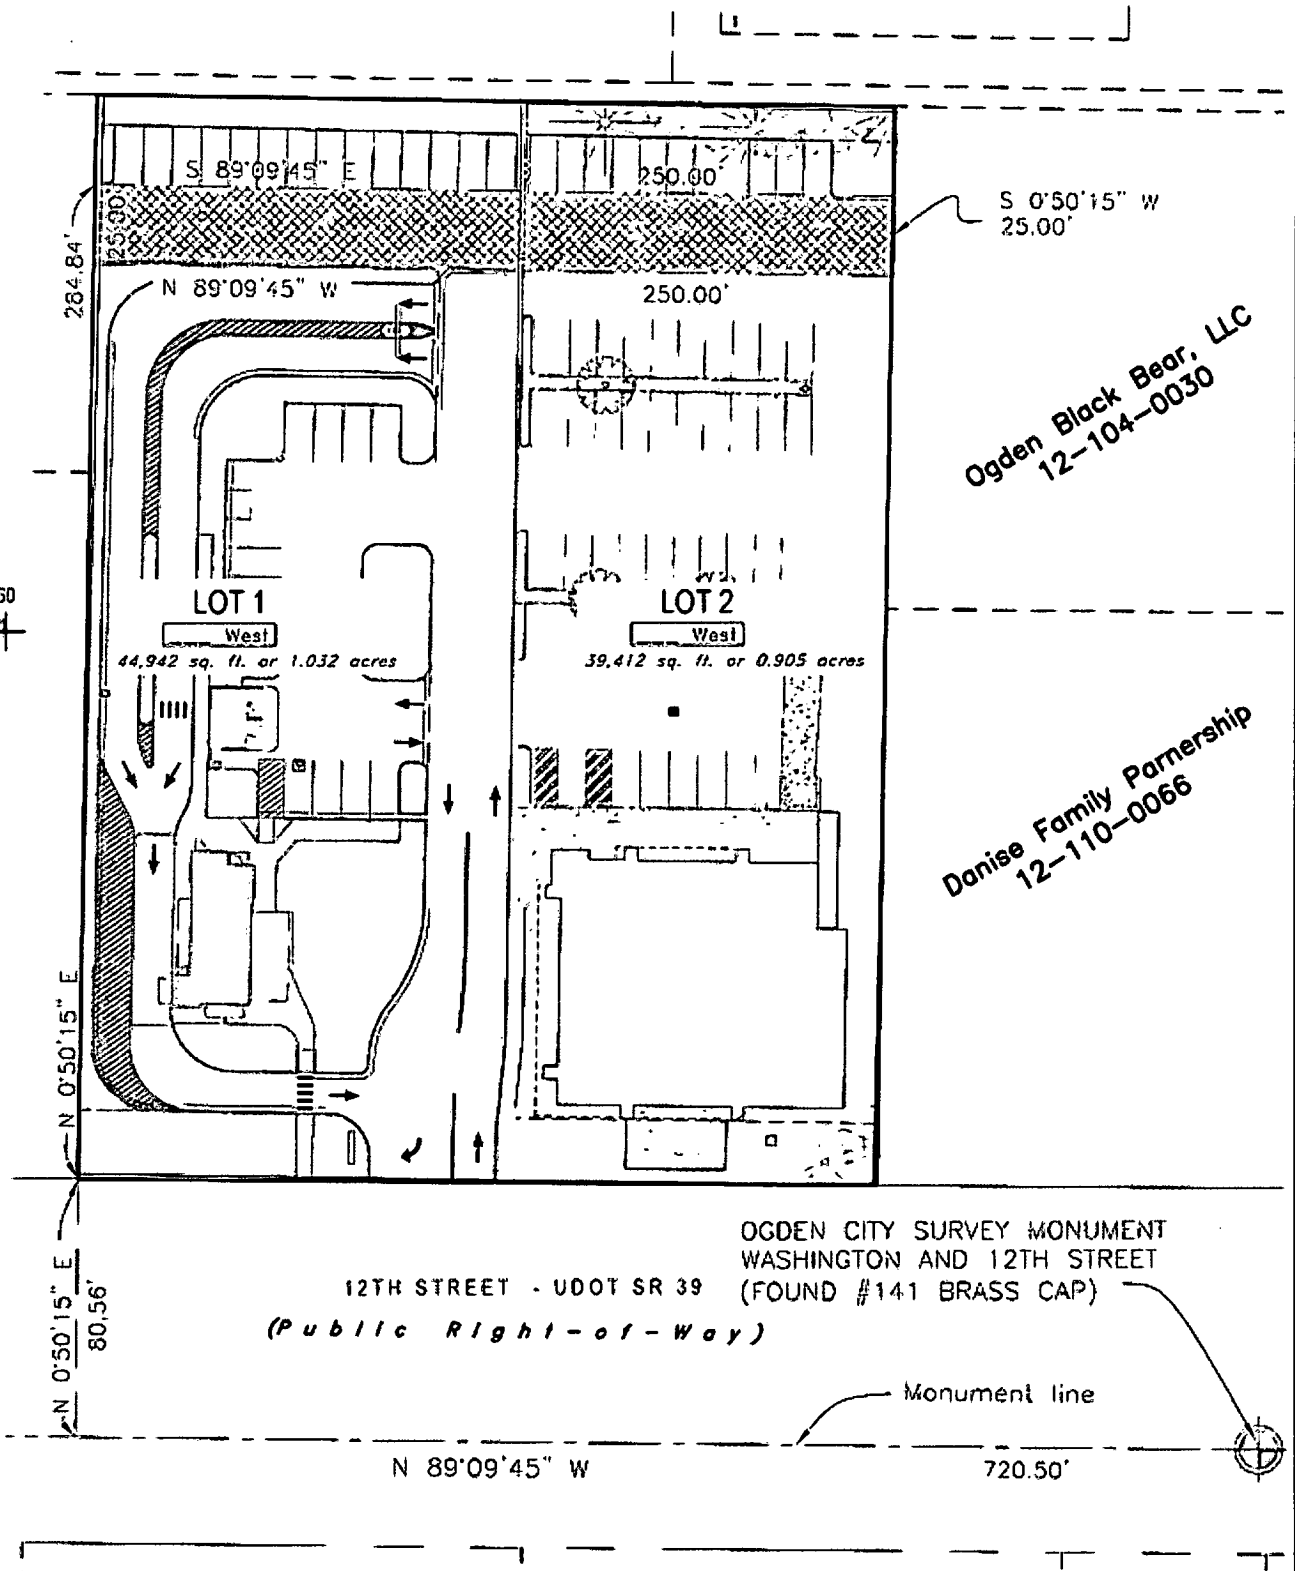 S 89°09'45" E
250.00'
S 0°50'15" W
25.00'
25.00'
284.84'
N 89°09'45" W
250.00'
Ogden Black Bear, LLC
12-104-0030
LOT 1
West
44,942 sq. ft. or 1.032 acres
LOT 2
West
39,412 sq. ft. or 0.905 acres
Danise Family Parnership
12-110-0066
N 0°50'15" E
N 0°50'15" E
80.56'
12TH STREET - UDOT SR 39
(Public Right-of-Way)
OGDEN CITY SURVEY MONUMENT
WASHINGTON AND 12TH STREET
(FOUND #141 BRASS CAP)
Monument line
N 89°09'45" W
720.50'